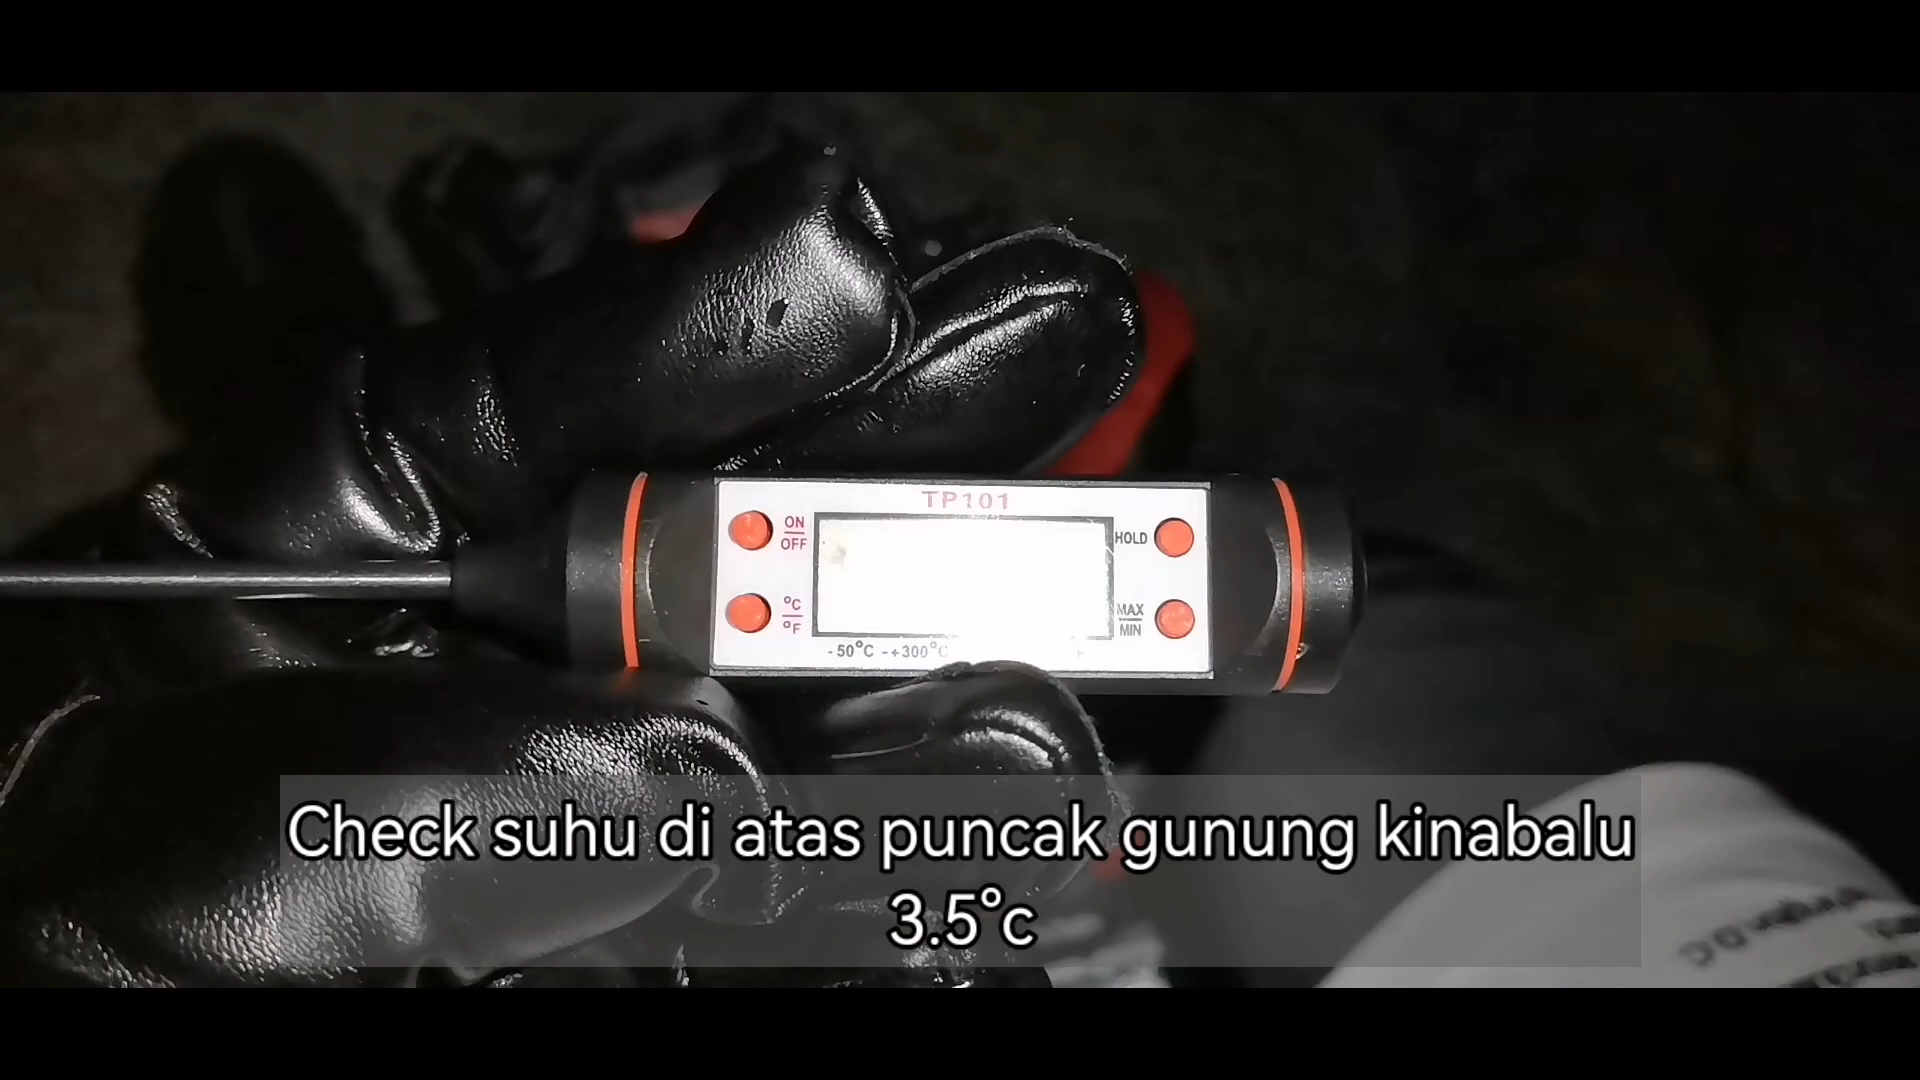 TP101
ON
OFF
HOLD
°C
°F
MAX
MIN
-50°C-+300°C
Check suhu di atas puncak gunung kinabalu
3.5°c